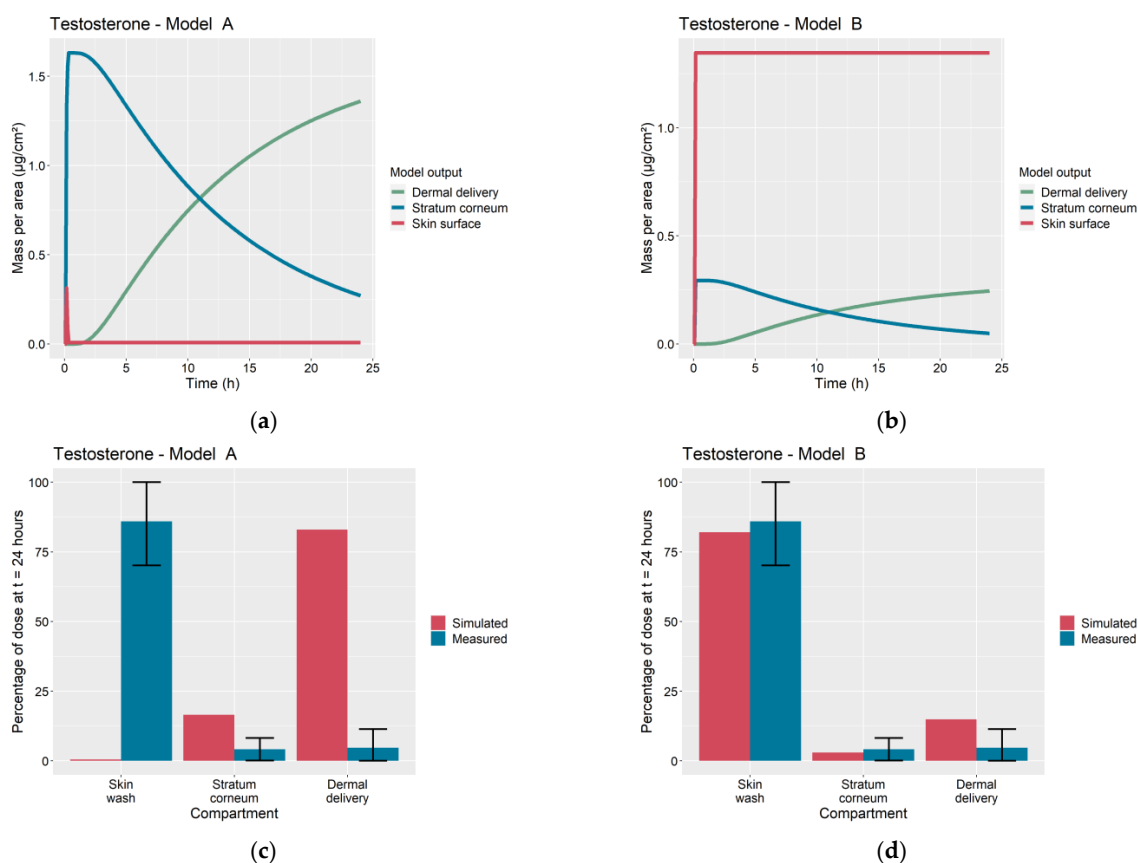 Testosterone - Model A
Mass per area (µg/cm²)
1.5
1.0
0.5
0.0
0
5
10
15
20
25
Time (h)
Model output
Dermal delivery
Stratum corneum
Skin surface
(a)
Testosterone - Model B
Mass per area (µg/cm²)
1.0
0.5
0.0
0
5
10
15
20
25
Time (h)
Model output
Dermal delivery
Stratum corneum
Skin surface
(b)
Testosterone - Model A
Percentage of dose at t = 24 hours
100
75
50
25
0
Skin
wash
Stratum
corneum
Dermal
delivery
Compartment
Simulated
Measured
(c)
Testosterone - Model B
Percentage of dose at t = 24 hours
100
75
50
25
0
Skin
wash
Stratum
corneum
Dermal
delivery
Compartment
Simulated
Measured
(d)